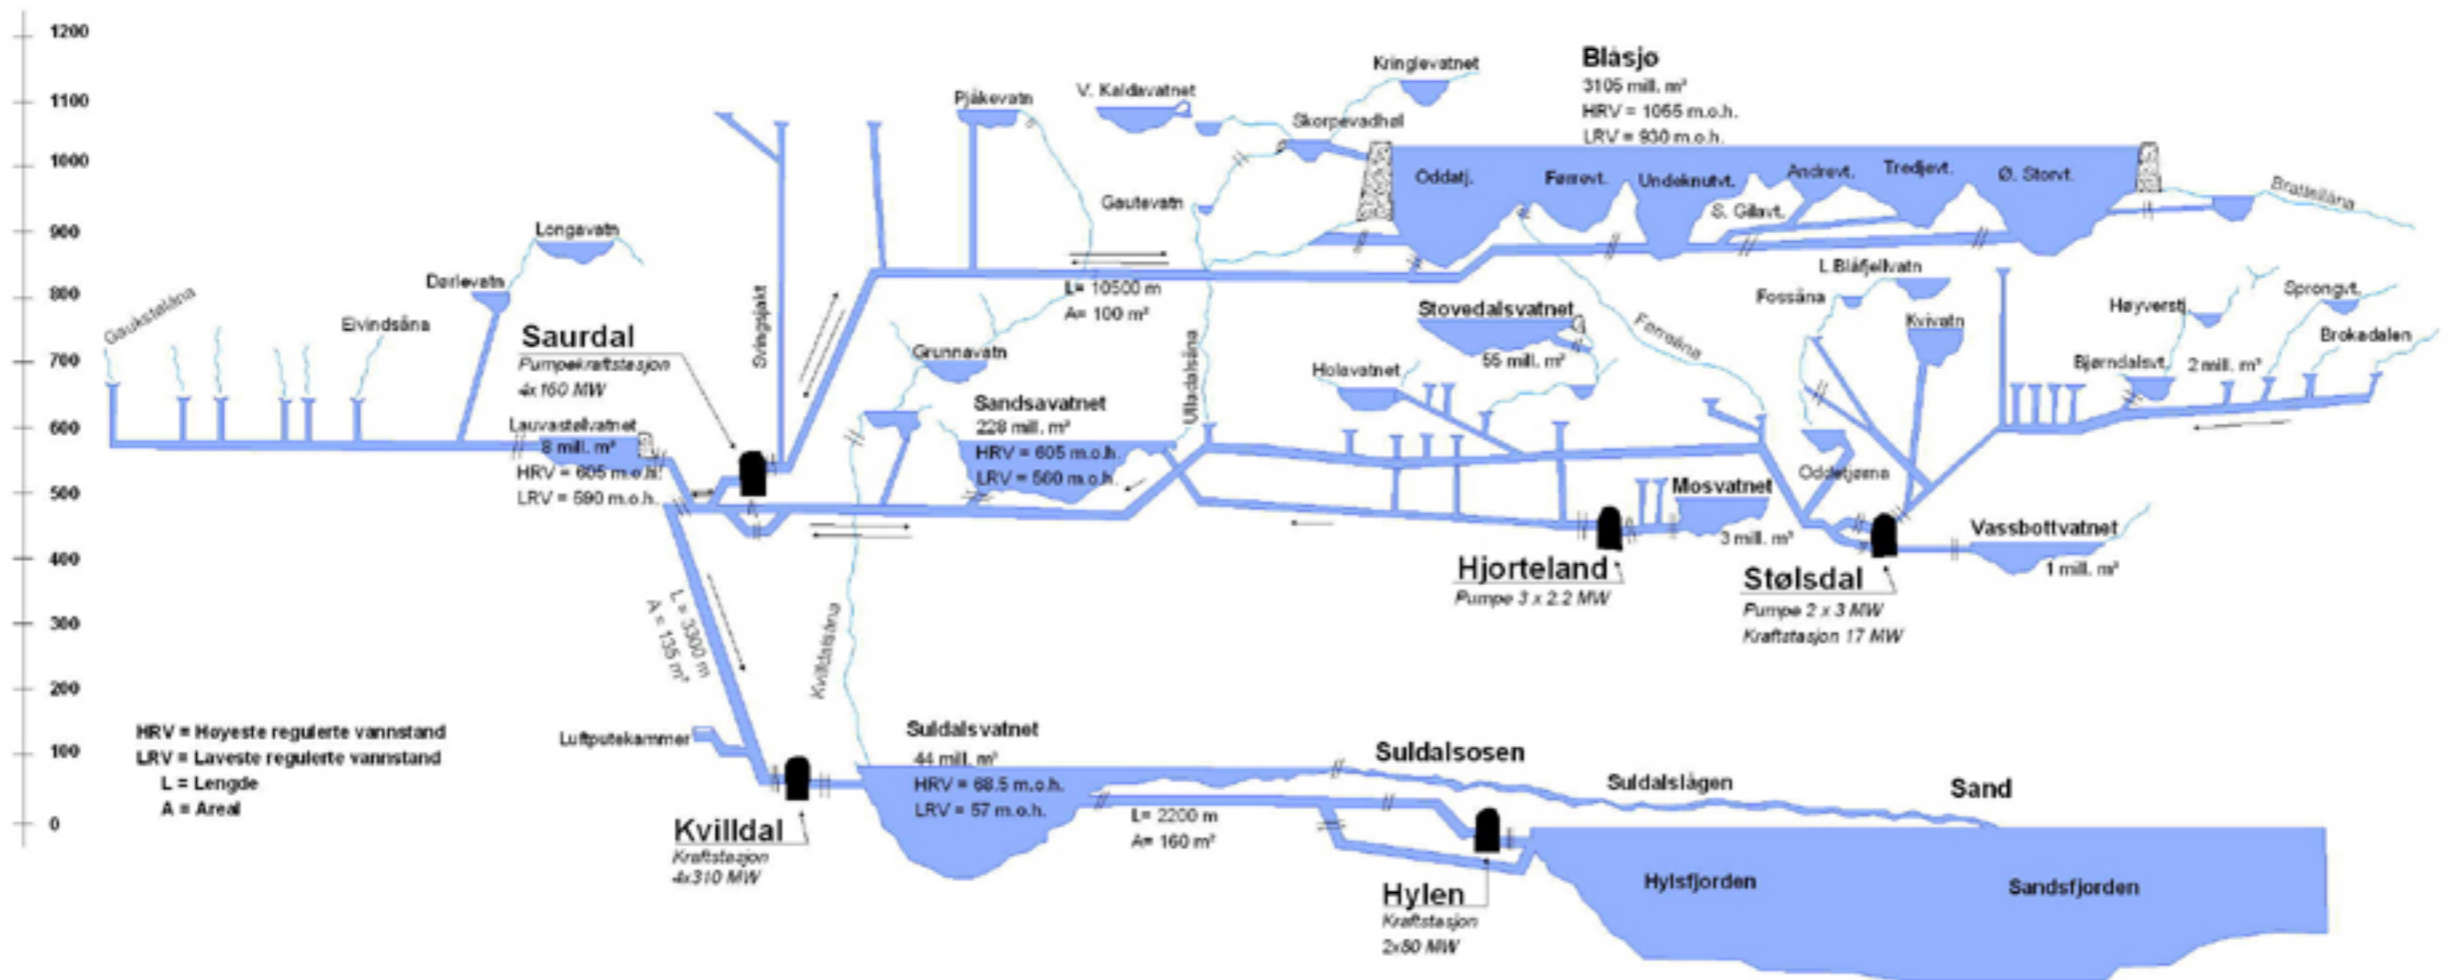 1200
1100
1000
900
800
700
600
500
400
300
200
100
0
Blåsjø
3105 mill. m³
HRV = 1055 m.o.h.
LRV = 930 m.o.h.
Kringlevatnet
V. Kaldavatnet
Pjåkevatn
Skorpevadhøl
Oddatj.
Førrevt.
Undeknutvt.
Andrevt.
Tredjevt.
Ø. Storvt.
S. Gilavt.
Gautevatn
Longavatn
Dørlevatn
Eivindsåna
Saurdal
Pumpekraftstasjon
4x160 MW
Svingsjakt
L= 10500 m
A= 100 m²
Ulladalsåna
Grunnavatn
Stovedalsvatnet
55 mill. m³
Holavatnet
L.Blåfjellvatn
Fossåna
Kvivatn
Høyverstj.
Sprongvt.
Brokadalen
Bjørndalsvt.
2 mill. m³
Lauvastølvatnet
8 mill. m³
HRV = 605 m.o.h.
LRV = 590 m.o.h.
Sandsavatnet
228 mill. m³
HRV = 605 m.o.h.
LRV = 560 m.o.h.
Mosvatnet
3 mill. m³
Oddatjørna
Vassbottvatnet
1 mill. m³
Hjorteland
Pumpe 3 x 2.2 MW
Stølsdal
Pumpe 2 x 3 MW
Kraftstasjon 17 MW
L = 3300 m
A = 135 m²
Kvilldalsåna
HRV = Høyeste regulerte vannstand
LRV = Laveste regulerte vannstand
L = Lengde
A = Areal
Luftputekammer
Kvilldal
Kraftstasjon
4x310 MW
Suldalsvatnet
44 mill. m³
HRV = 68.5 m.o.h.
LRV = 57 m.o.h.
L= 2200 m
A= 160 m²
Suldalsosen
Suldalslågen
Sand
Hylen
Kraftstasjon
2x80 MW
Hylsfjorden
Sandsfjorden